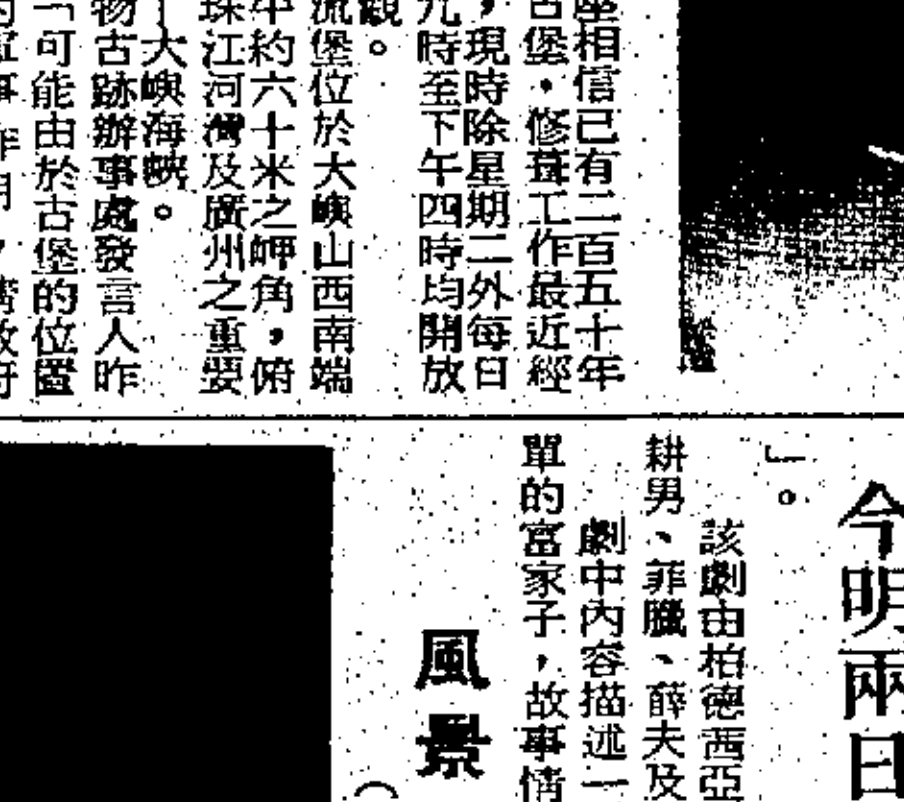 座相信已有二百五十年
古堡,修葺工作最近經
,現時除星期二外每日
九時至下午四時均開放
觀。
流堡位於大嶼山西南端
中約六十米之岬角,俯
珠江河灣及廣州之重要
大嶼海峽。
物古跡辦事處發言人昨
「可能由於古堡的位置
今明兩日
」。
該劇由柏德茜亞
耕男、菲臘、薛夫及
劇中內容描述一
單的富家子,故事情
風景